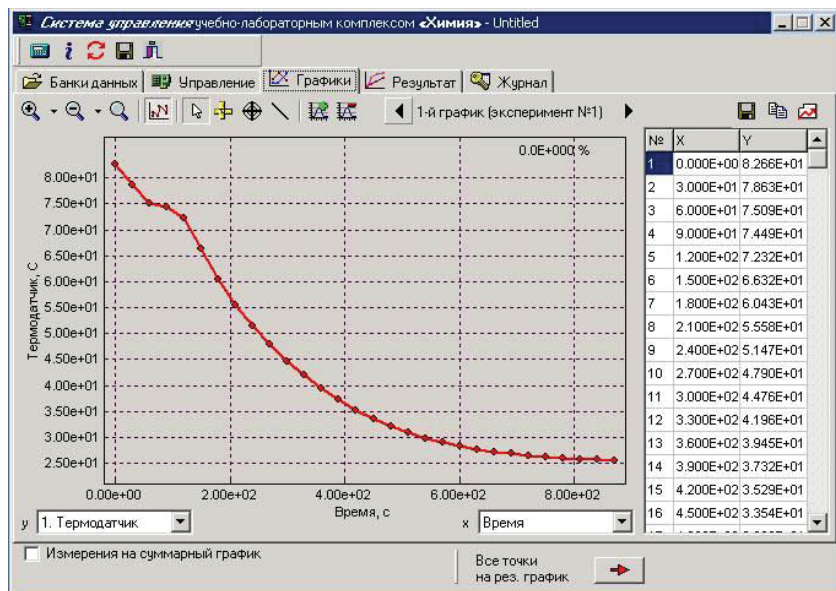 Система управления учебно-лабораторным комплексом «Химия» - Untitled
Банки данных Управление Графики Результат Журнал
1-й график (эксперимент №1)
0.0E+000 %
8.00e+01
7.50e+01
7.00e+01
6.50e+01
6.00e+01
5.50e+01
5.00e+01
4.50e+01
4.00e+01
3.50e+01
3.00e+01
2.50e+01
Термодатчик, С
0.00e+00 2.00e+02 4.00e+02 6.00e+02 8.00e+02
Время, с
y 1. Термодатчик x Время
№ X Y
1 0.000E+00 8.266E+01
2 3.000E+01 7.863E+01
3 6.000E+01 7.509E+01
4 9.000E+01 7.449E+01
5 1.200E+02 7.232E+01
6 1.500E+02 6.632E+01
7 1.800E+02 6.043E+01
8 2.100E+02 5.558E+01
9 2.400E+02 5.147E+01
10 2.700E+02 4.790E+01
11 3.000E+02 4.476E+01
12 3.300E+02 4.196E+01
13 3.600E+02 3.945E+01
14 3.900E+02 3.732E+01
15 4.200E+02 3.529E+01
16 4.500E+02 3.354E+01
Измерения на суммарный график
Все точки
на рез. график